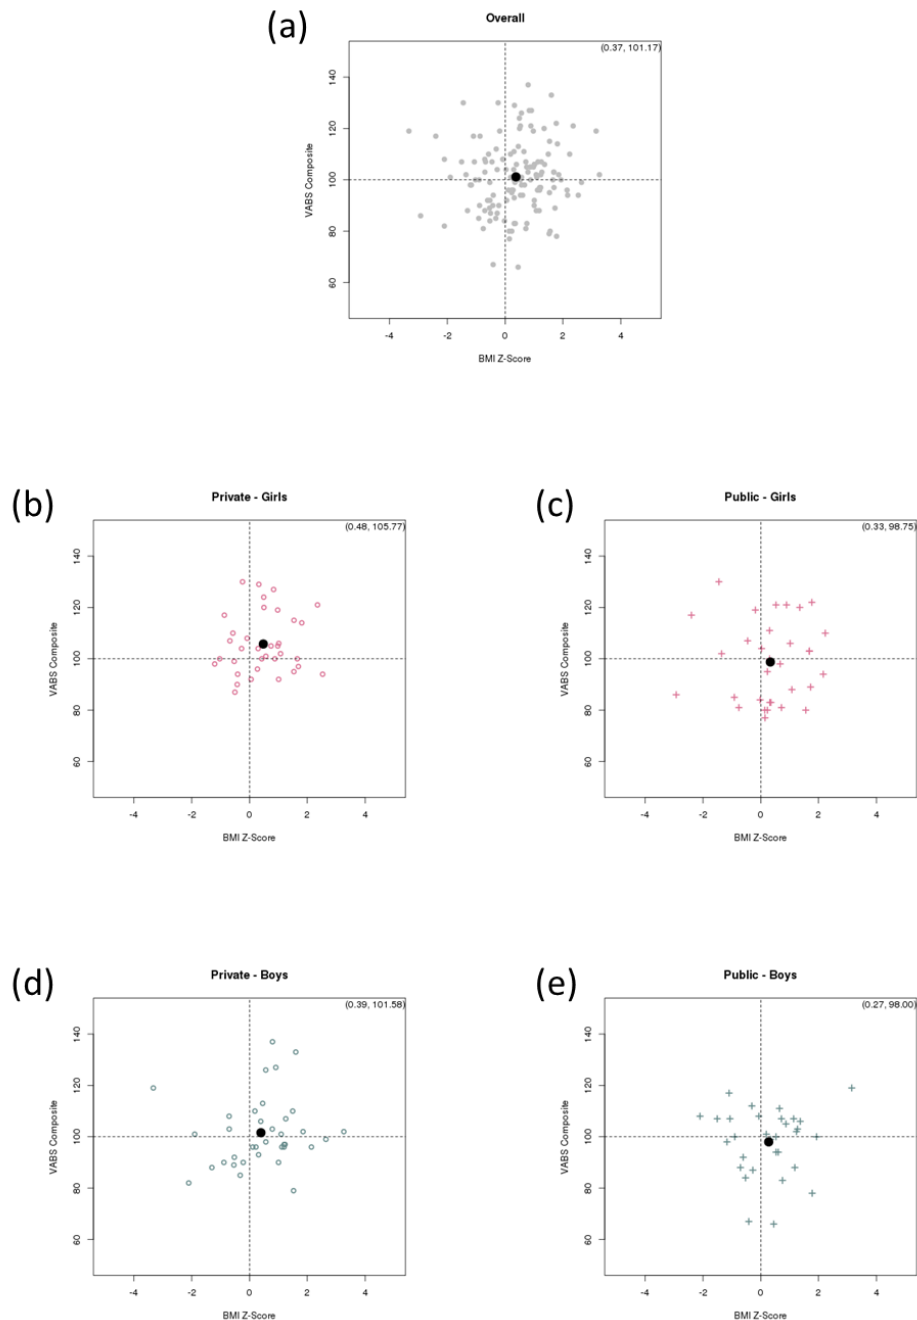 (a)
Overall
(0.37, 101.17)
140
120
100
80
60
VABS Composite
-4 -2 0 2 4
BMI Z-Score
(b)
Private - Girls
(0.48, 105.77)
140
120
100
80
60
VABS Composite
-4 -2 0 2 4
BMI Z-Score
(c)
Public - Girls
(0.33, 98.75)
140
120
100
80
60
VABS Composite
-4 -2 0 2 4
BMI Z-Score
(d)
Private - Boys
(0.39, 101.58)
140
120
100
80
60
VABS Composite
-4 -2 0 2 4
BMI Z-Score
(e)
Public - Boys
(0.27, 98.00)
140
120
100
80
60
VABS Composite
-4 -2 0 2 4
BMI Z-Score